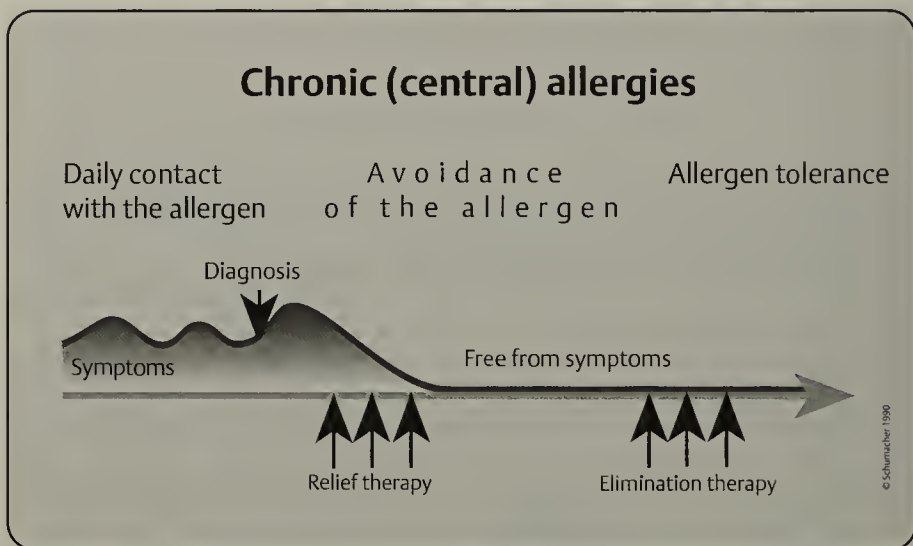 Chronic (central) allergies
Daily contact
with the allergen
Avoidance
of the allergen
Allergen tolerance
Diagnosis
Symptoms
Free from symptoms
Relief therapy
Elimination therapy
© Schumacher 1990